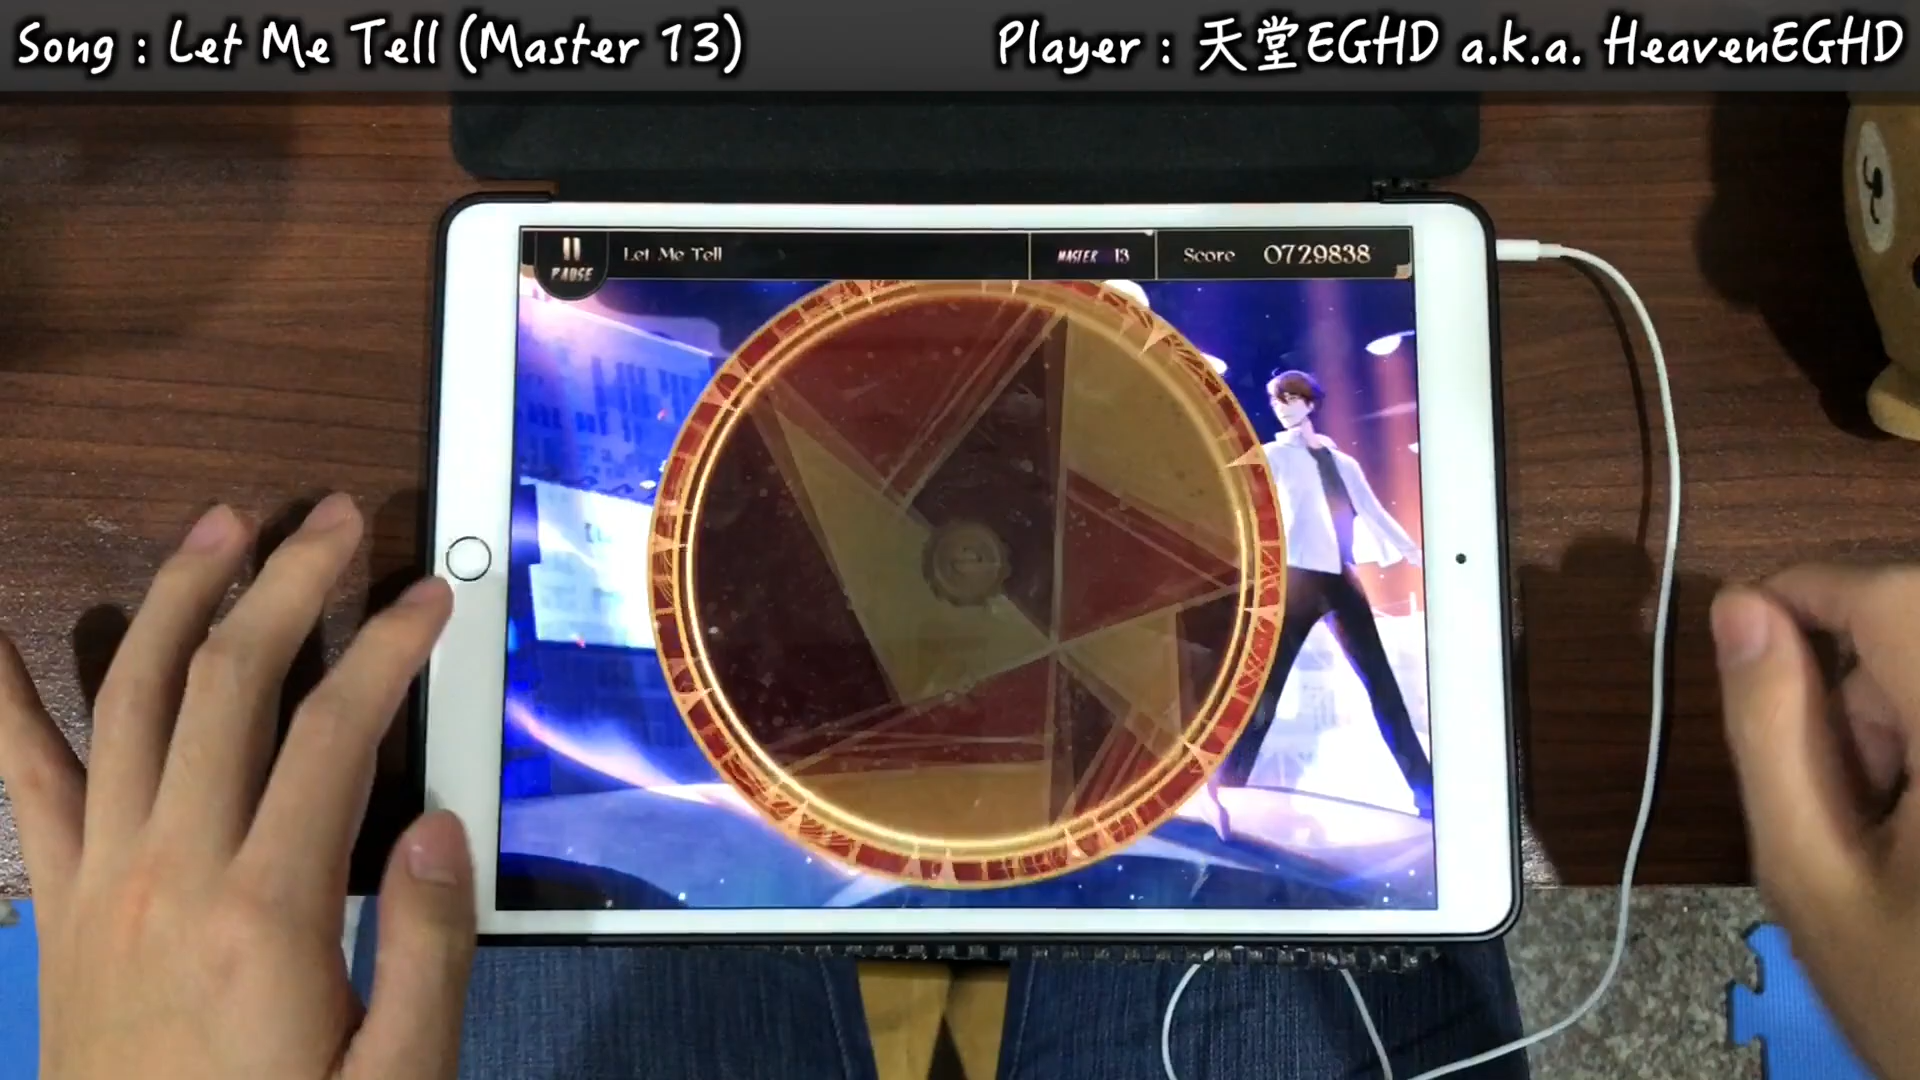 Song : Let Me Tell (Master 13)
Player : 天堂EGHD a.k.a. HeavenEGHD
PAUSE
Let Me Tell
MASTER 13
Score 0729838